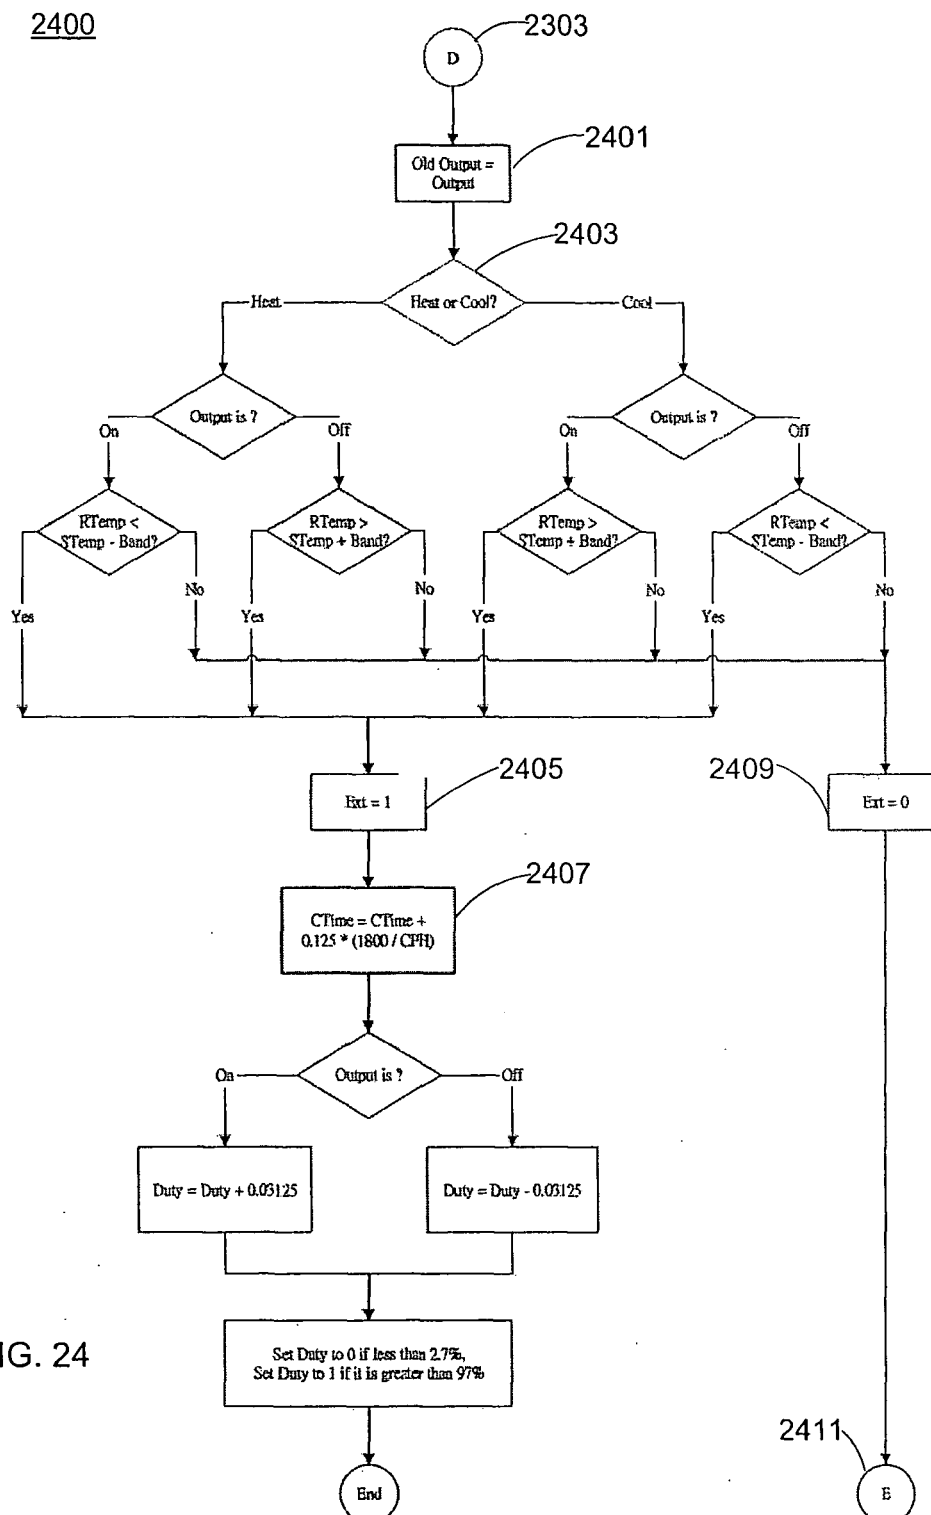 2400
2303
D
2401
Old Output =
Output
2403
Heat or Cool?
Heat
Cool
Output is ?
Output is ?
On
Off
On
Off
RTemp <
STemp - Band?
RTemp >
STemp + Band?
RTemp >
STemp + Band?
RTemp <
STemp - Band?
Yes
No
Yes
No
Yes
No
Yes
No
2405
2409
Ext = 1
Ext = 0
2407
CTime = CTime +
0.125 * (1800 / CPH)
Output is ?
On
Off
Duty = Duty + 0.03125
Duty = Duty - 0.03125
IG. 24
Set Duty to 0 if less than 2.7%,
Set Duty to 1 if it is greater than 97%
2411
End
E